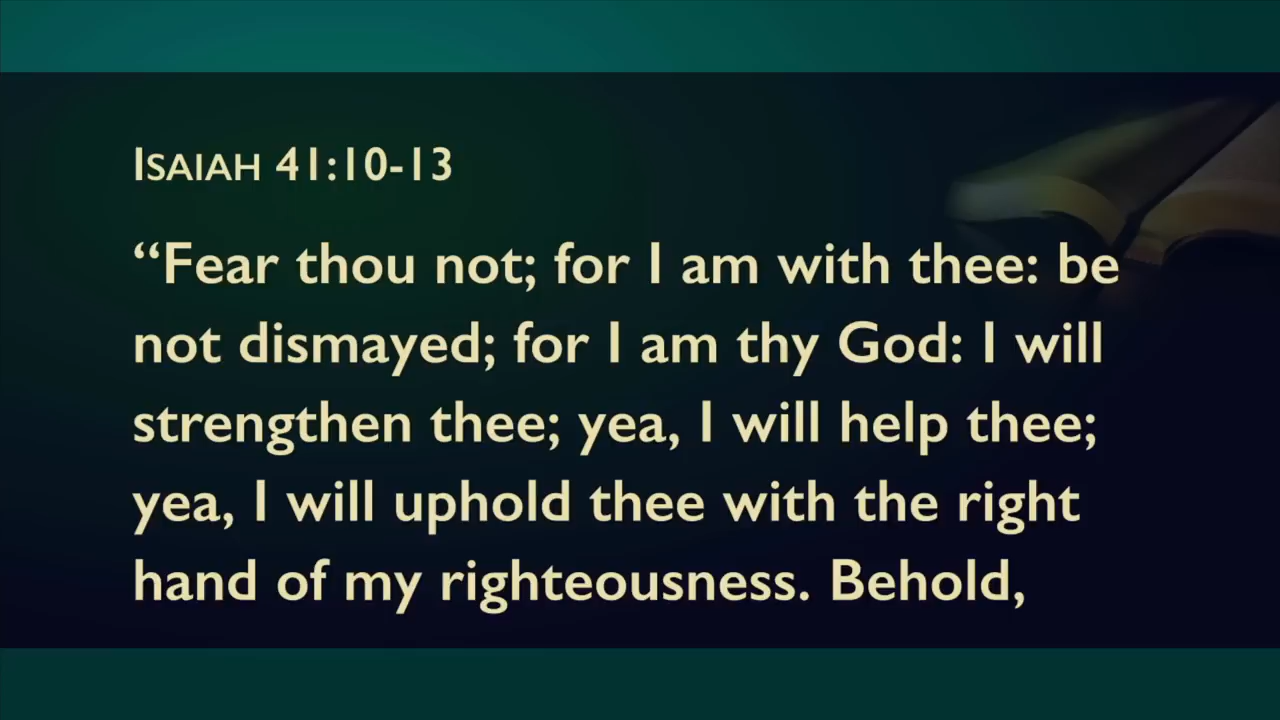 Isaiah 41:10-13
“Fear thou not; for I am with thee: be
not dismayed; for I am thy God: I will
strengthen thee; yea, I will help thee;
yea, I will uphold thee with the right
hand of my righteousness. Behold,